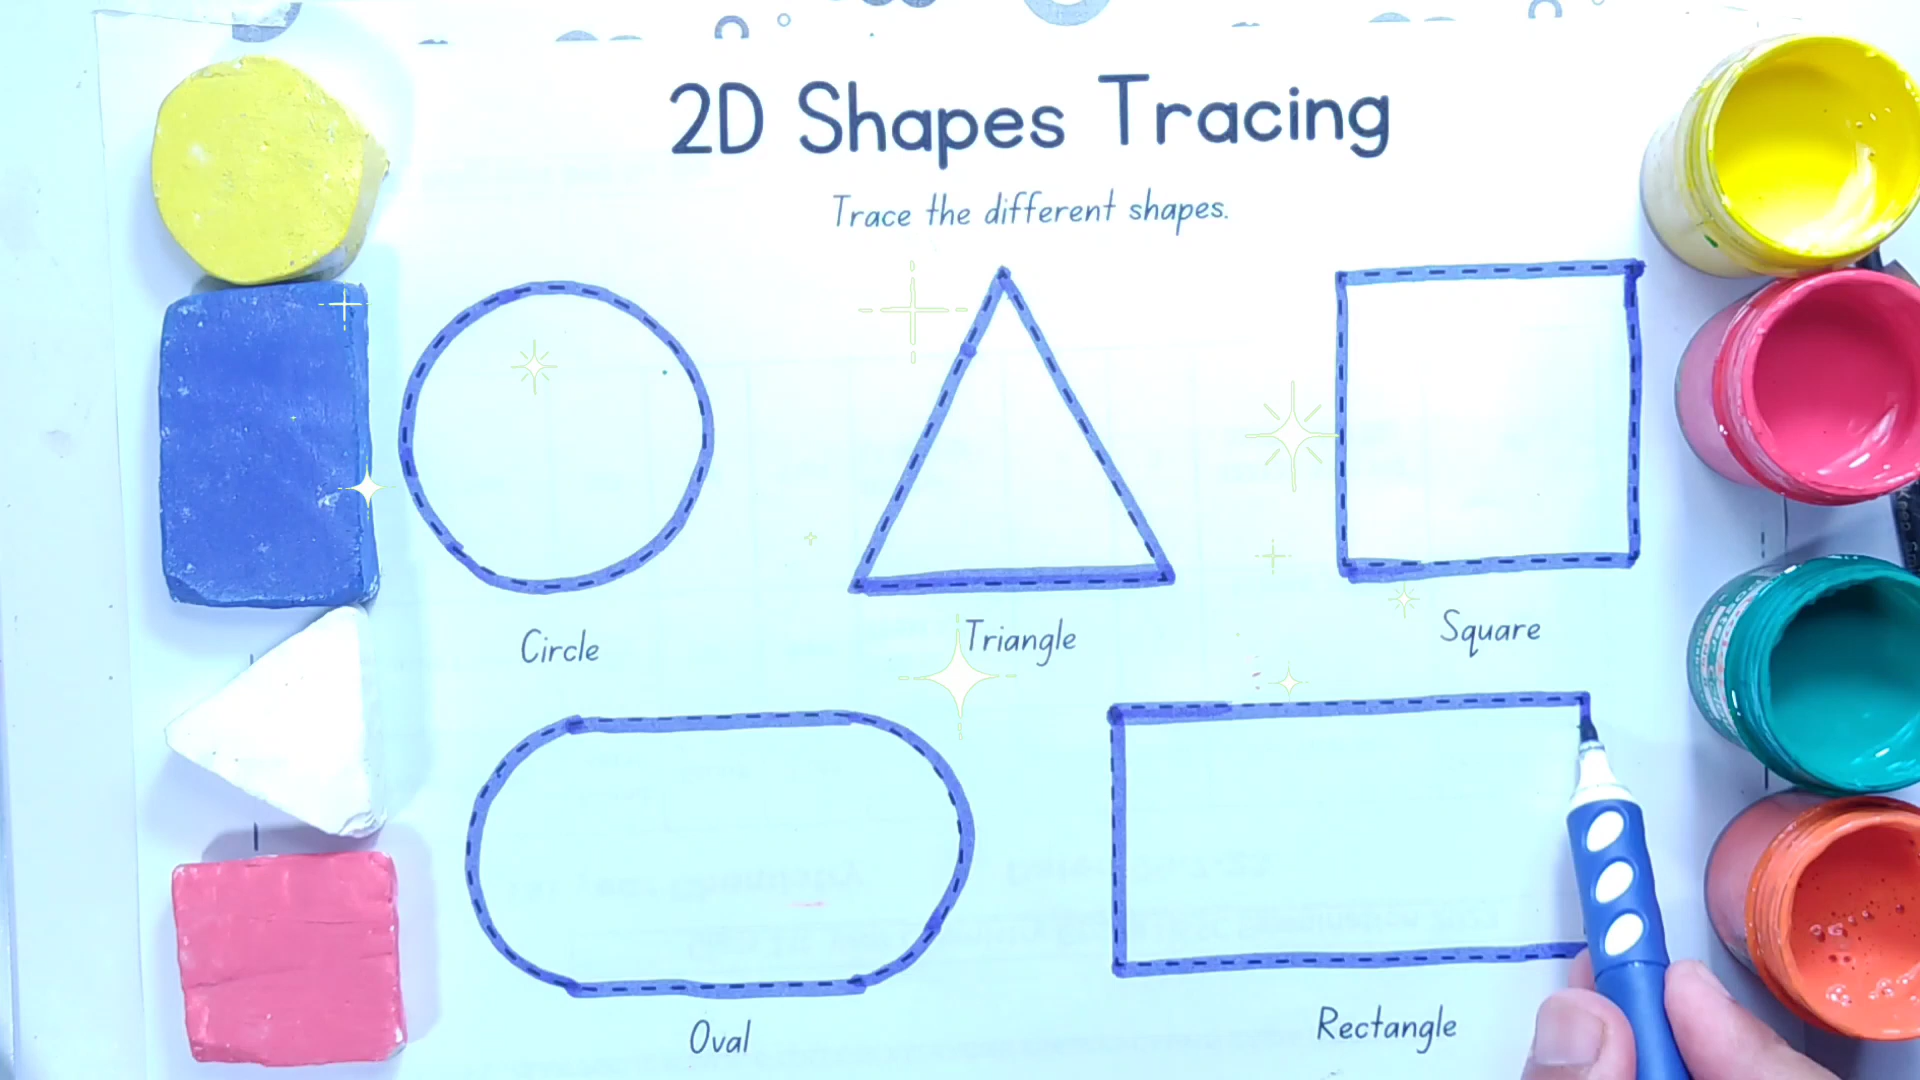 2D Shapes Tracing
Trace the different shapes.
Circle
Triangle
Square
Oval
Rectangle